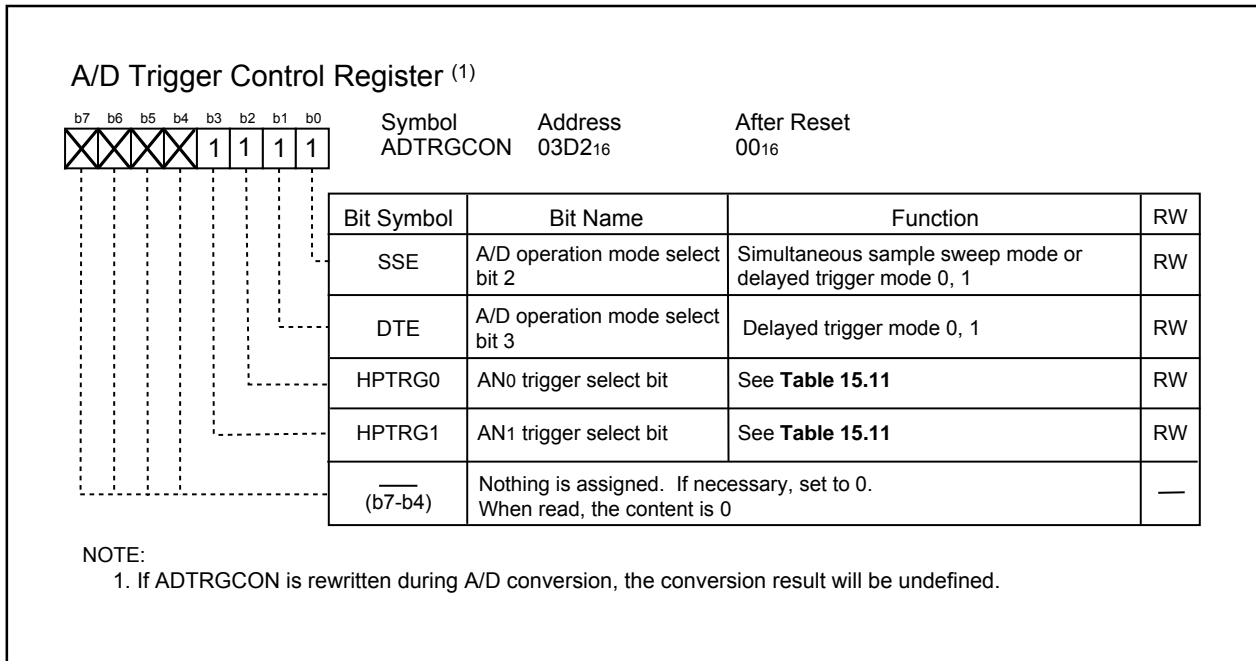 A/D Trigger Control Register (1)
b7 b6 b5 b4 b3 b2 b1 b0
1 1 1 1
Symbol Address After Reset
ADTRGCON 03D216 0016
Bit Symbol Bit Name Function RW
SSE A/D operation mode select bit 2 Simultaneous sample sweep mode or delayed trigger mode 0, 1 RW
DTE A/D operation mode select bit 3 Delayed trigger mode 0, 1 RW
HPTRG0 AN0 trigger select bit See Table 15.11 RW
HPTRG1 AN1 trigger select bit See Table 15.11 RW
— (b7-b4) Nothing is assigned. If necessary, set to 0. When read, the content is 0 —
NOTE:
1. If ADTRGCON is rewritten during A/D conversion, the conversion result will be undefined.